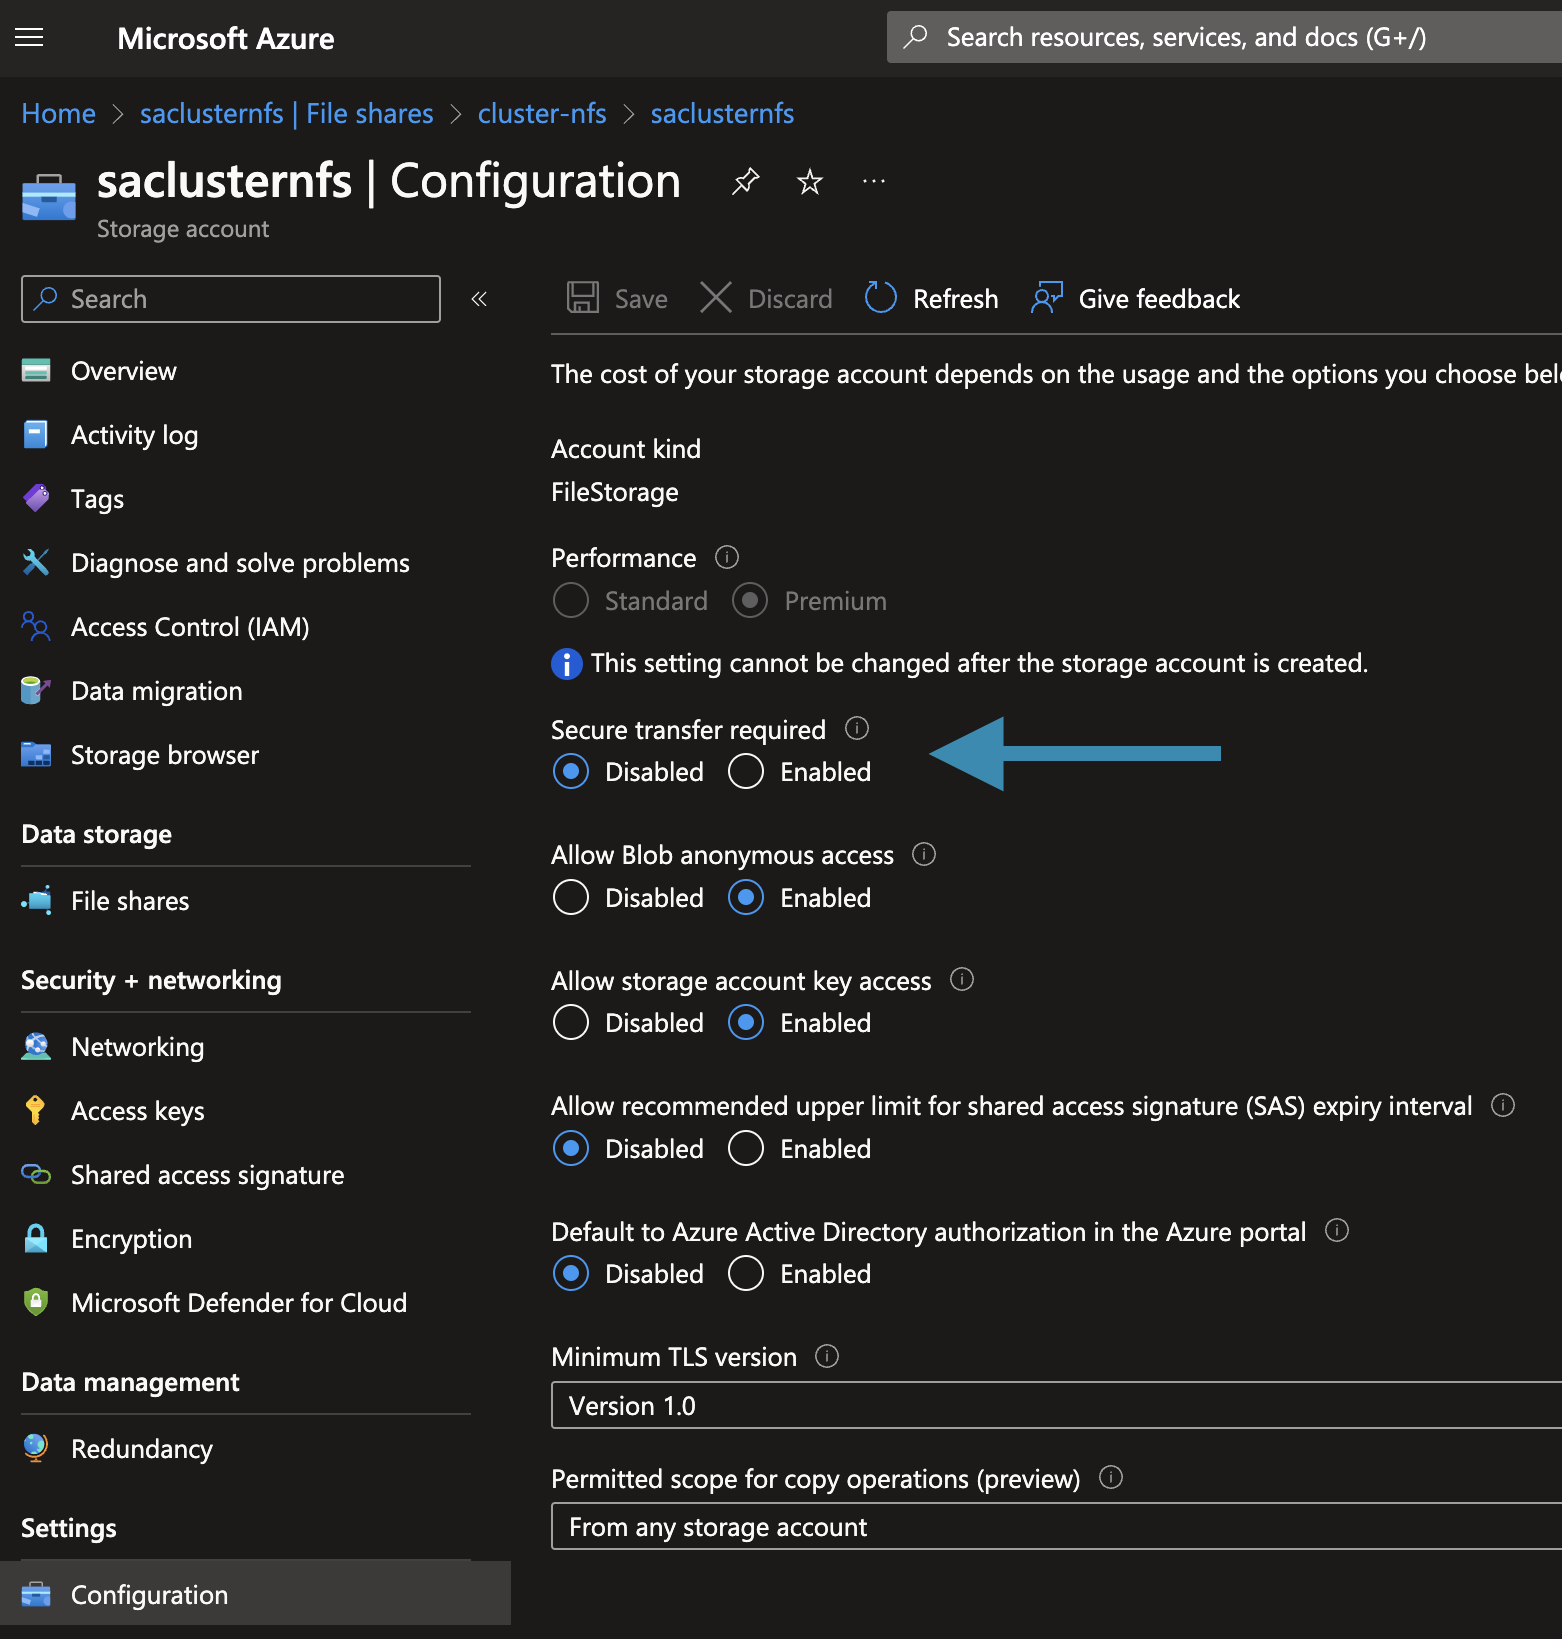 Microsoft Azure
Search resources, services, and docs (G+/)
Home > saclusternfs | File shares > cluster-nfs > saclusternfs
saclusternfs | Configuration
Storage account
Search
Save
Discard
Refresh
Give feedback
Overview
Activity log
Tags
Diagnose and solve problems
Access Control (IAM)
Data migration
Storage browser
Data storage
File shares
Security + networking
Networking
Access keys
Shared access signature
Encryption
Microsoft Defender for Cloud
Data management
Redundancy
Settings
Configuration
The cost of your storage account depends on the usage and the options you choose
Account kind
FileStorage
Performance
Standard Premium
This setting cannot be changed after the storage account is created.
Secure transfer required
Disabled Enabled
Allow Blob anonymous access
Disabled Enabled
Allow storage account key access
Disabled Enabled
Allow recommended upper limit for shared access signature (SAS) expiry interval
Disabled Enabled
Default to Azure Active Directory authorization in the Azure portal
Disabled Enabled
Minimum TLS version
Version 1.0
Permitted scope for copy operations (preview)
From any storage account